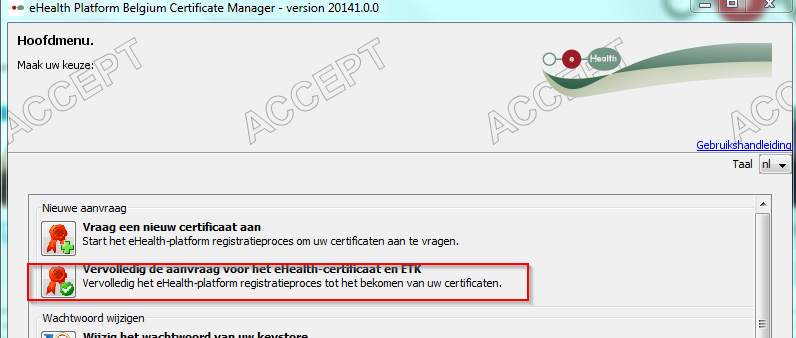 eHealth Platform Belgium Certificate Manager - version 20141.0.0
Hoofdmenu.
Maak uw keuze:
ACCEPT ACCEPT ACCEPT ACCEPT
e Health
Gebruikshandleiding
Taal nl
Nieuwe aanvraag
Vraag een nieuw certificaat aan
Start het eHealth-platform registratieproces om uw certificaten aan te vragen.
Vervolledig de aanvraag voor het eHealth-certificaat en ETK
Vervolledig het eHealth-platform registratieproces tot het bekomen van uw certificaten.
Wachtwoord wijzigen
Wijzig het wachtwoord van uw keystore